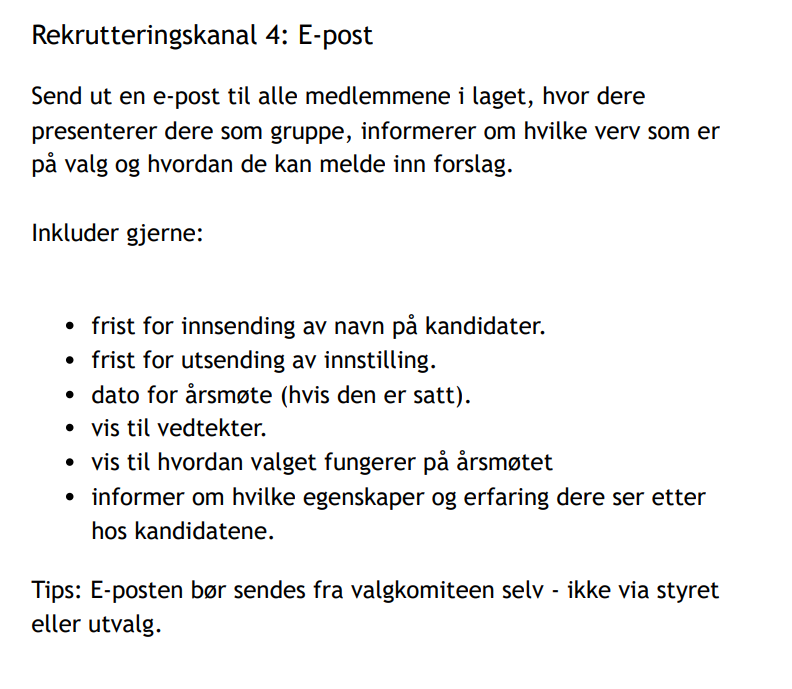 Rekrutteringskanal 4: E-post
Send ut en e-post til alle medlemmene i laget, hvor dere
presenterer dere som gruppe, informerer om hvilke verv som er
på valg og hvordan de kan melde inn forslag.
Inkluder gjerne:
• frist for innsending av navn på kandidater.
• frist for utsending av innstilling.
• dato for årsmøte (hvis den er satt).
• vis til vedtekter.
• vis til hvordan valget fungerer på årsmøtet
• informer om hvilke egenskaper og erfaring dere ser etter
hos kandidatene.
Tips: E-posten bør sendes fra valgkomiteen selv - ikke via styret
eller utvalg.